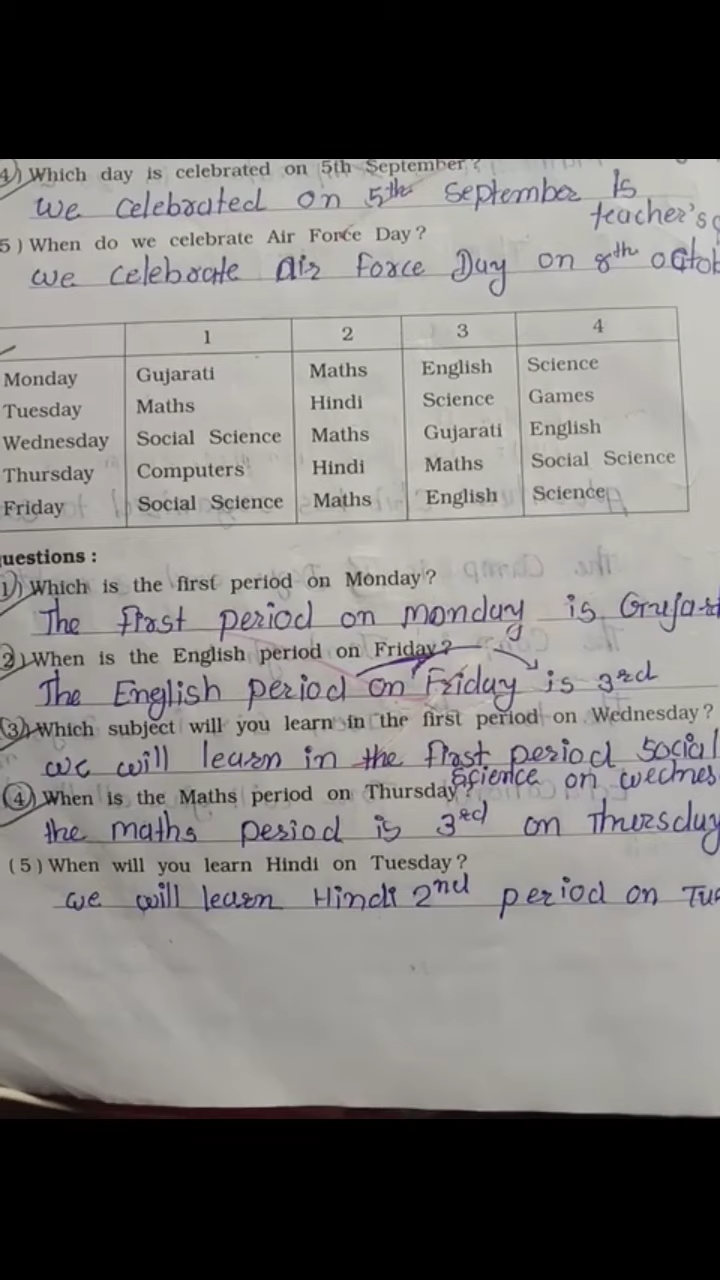 4) Which day is celebrated on 5th September?
we celebrated on 5th september Is
teacher's
5) When do we celebrate Air Force Day?
we celebrate Air Force Day on 8th
1 2 3 4
Monday Gujarati Maths English Science
Tuesday Maths Hindi Science Games
Wednesday Social Science Maths Gujarati English
Thursday Computers Hindi Maths Social Science
Friday Social Science Maths English Science
uestions :
1) Which is the first period on Monday?
The first period on monday is
2) When is the English period on Friday?
The English period on Friday is 3rd
(3) Which subject will you learn in the first period on Wednesday?
we will learn in the first period social
science on
(4) When is the Maths period on Thursday?
the maths period is 3rd on Thursday
(5) When will you learn Hindi on Tuesday?
we will learn Hindi 2nd period on